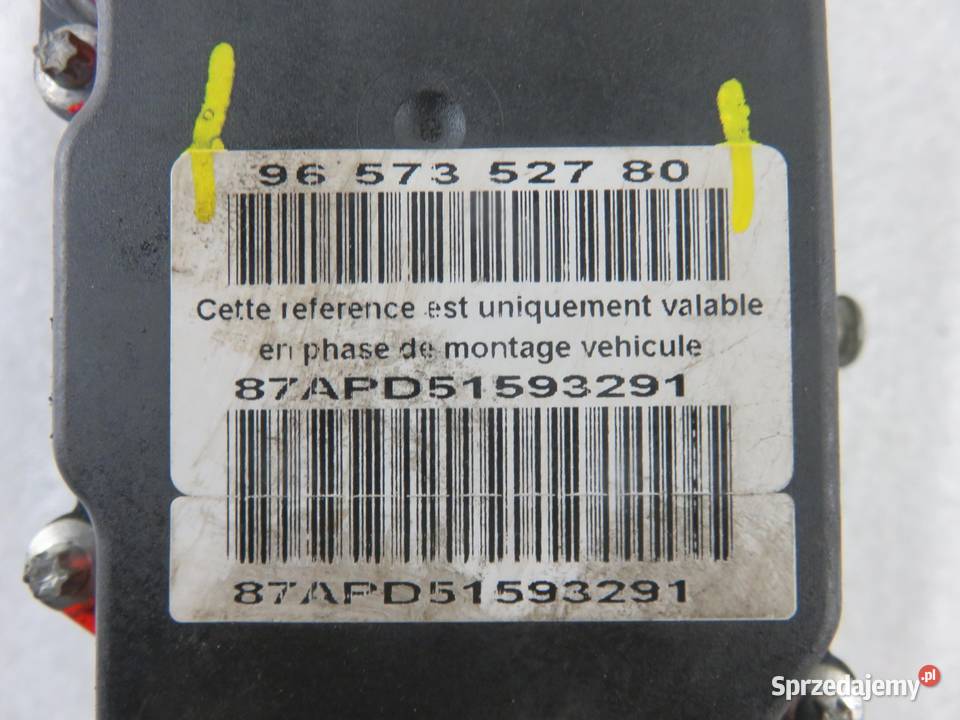 96 573 527 80
Cette reference est uniquement valable
en phase de montage vehicule
87APD51593291
87APD51593291
Sprzedajemy.pl